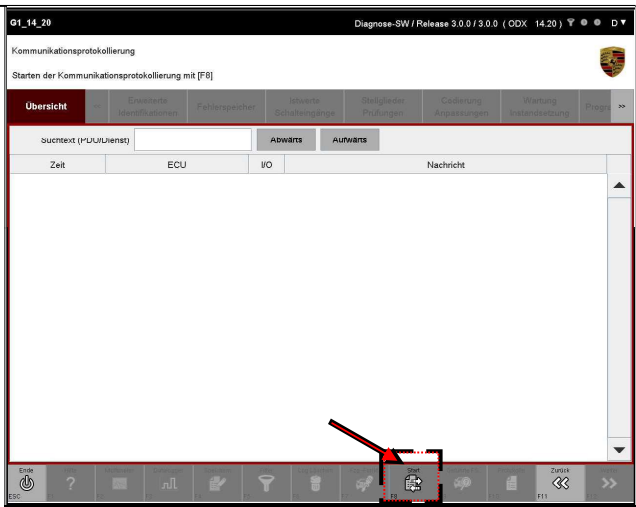 G1_14_20 Diagnose-SW / Release 3.0.0 / 3.0.0 ( ODX 14.20 ) D
Kommunikationsprotokollierung
Starten der Kommunikationsprotokollierung mit [F8]
Übersicht Erweiterte Identifikationen Fehlerspeicher Istwerte Schalteingänge Stellglieder Prüfungen Codierung Anpassungen Wartung Instandsetzung Progra >>
Suchtext (PDU/Dienst) Abwärts Aufwärts
Zeit ECU I/O Nachricht
Ende Start Zurück
ESC ? F8 F11